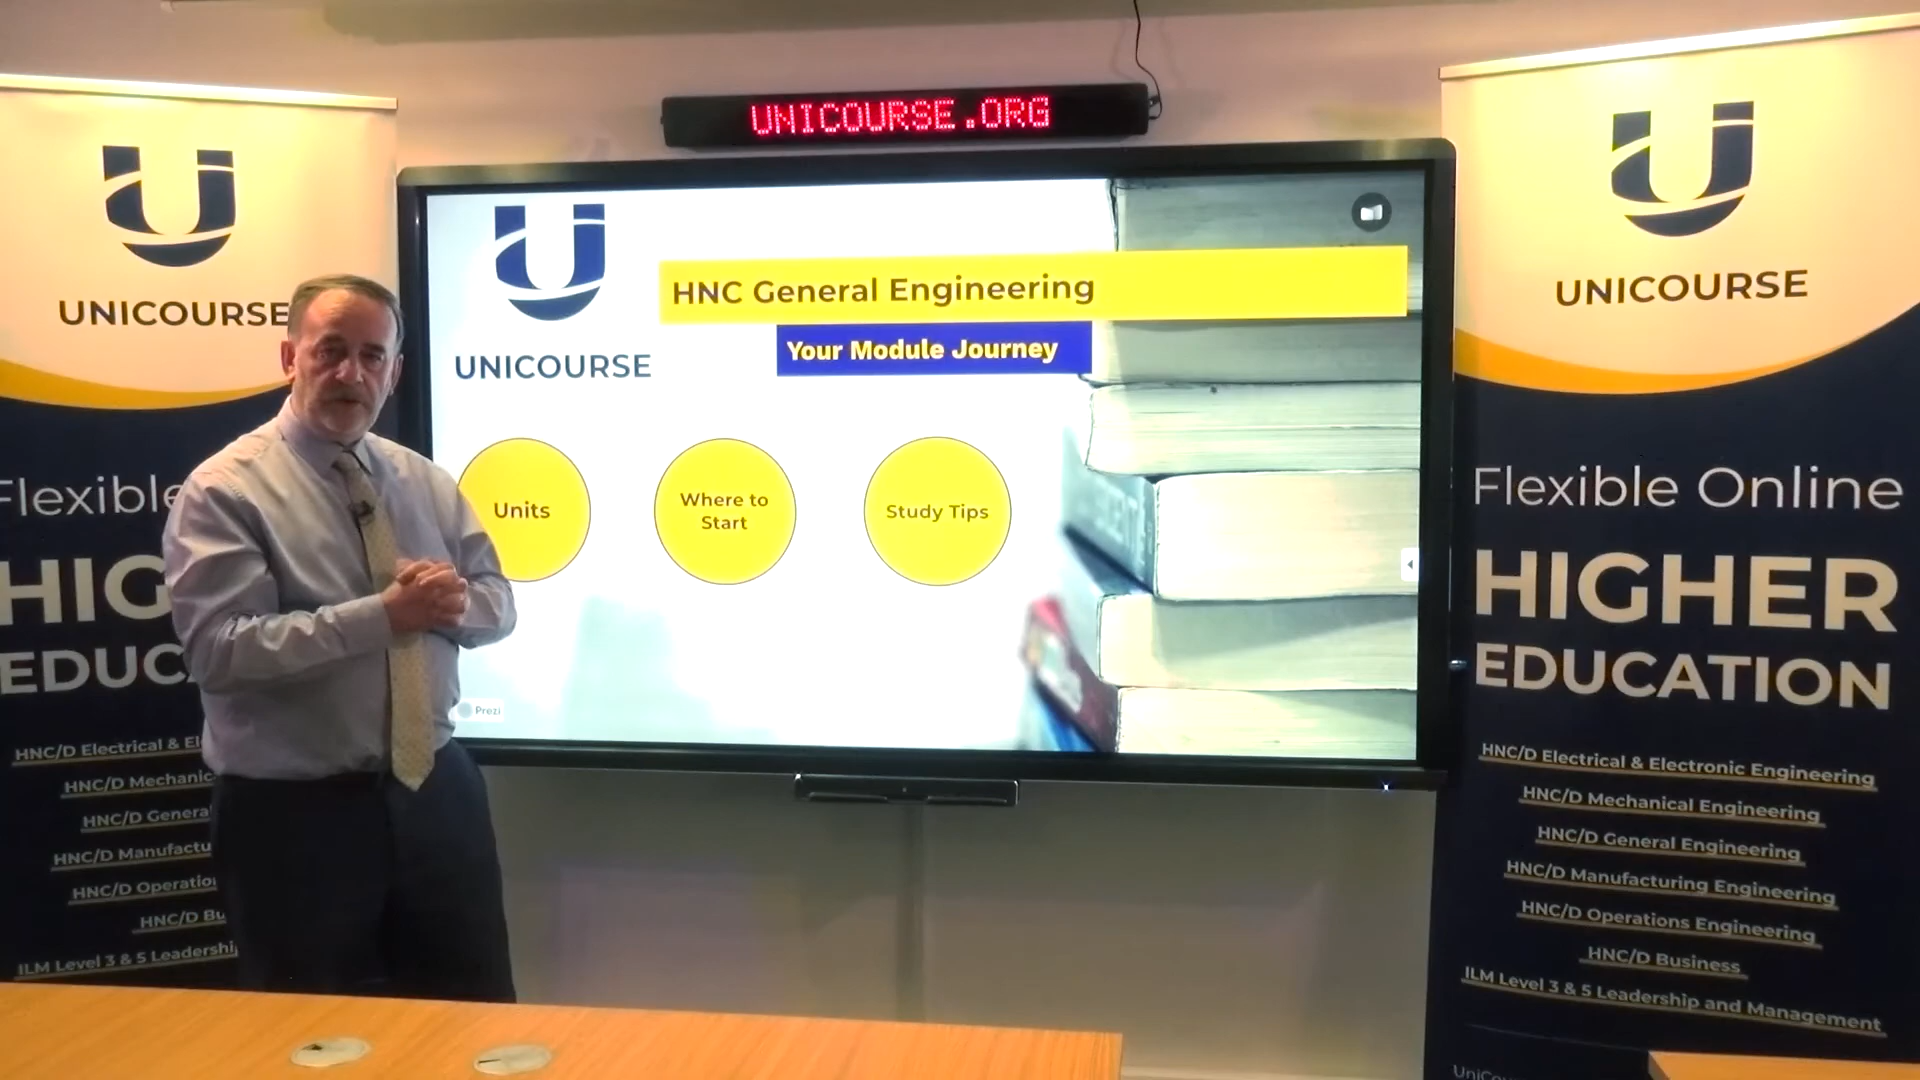 UNICOURSE.ORG
UNICOURSE
Flexible
HIG
EDUC
HNC/D Electrical & El
HNC/D Mechanic
HNC/D General
HNC/D Manufactu
HNC/D Operation
HNC/D Bu
ILM Level 3 & 5 Leadership
UNICOURSE
HNC General Engineering
Your Module Journey
Units
Where to
Start
Study Tips
Prezi
UNICOURSE
Flexible Online
HIGHER
EDUCATION
HNC/D Electrical & Electronic Engineering
HNC/D Mechanical Engineering
HNC/D General Engineering
HNC/D Manufacturing Engineering
HNC/D Operations Engineering
HNC/D Business
ILM Level 3 & 5 Leadership and Management